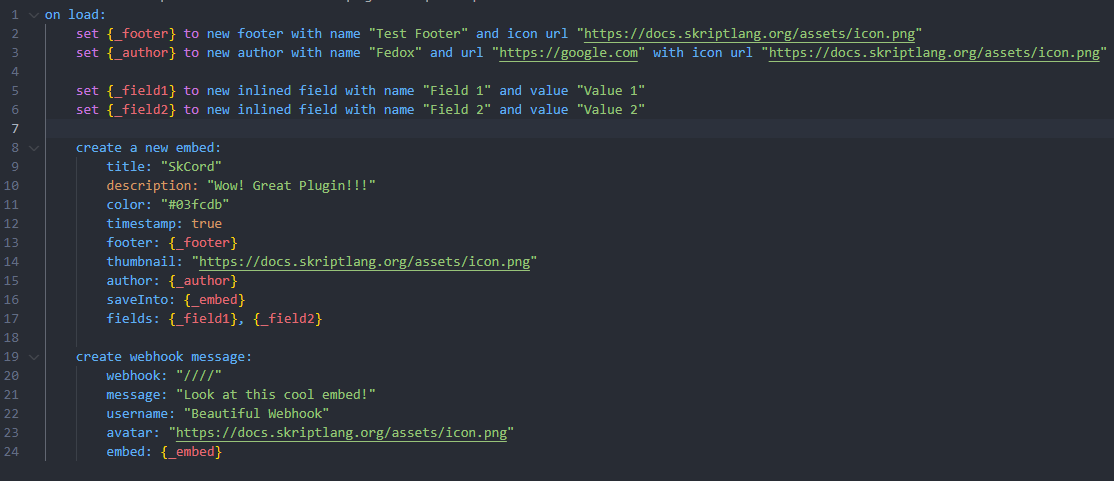 1 on load:
2 set {_footer} to new footer with name "Test Footer" and icon url "https://docs.skriptlang.org/assets/icon.png"
3 set {_author} to new author with name "Fedox" and url "https://google.com" with icon url "https://docs.skriptlang.org/assets/icon.png"
4
5 set {_field1} to new inlined field with name "Field 1" and value "Value 1"
6 set {_field2} to new inlined field with name "Field 2" and value "Value 2"
7
8 create a new embed:
9 title: "SkCord"
10 description: "Wow! Great Plugin!!!"
11 color: "#03fcdb"
12 timestamp: true
13 footer: {_footer}
14 thumbnail: "https://docs.skriptlang.org/assets/icon.png"
15 author: {_author}
16 saveInto: {_embed}
17 fields: {_field1}, {_field2}
18
19 create webhook message:
20 webhook: "////"
21 message: "Look at this cool embed!"
22 username: "Beautiful Webhook"
23 avatar: "https://docs.skriptlang.org/assets/icon.png"
24 embed: {_embed}